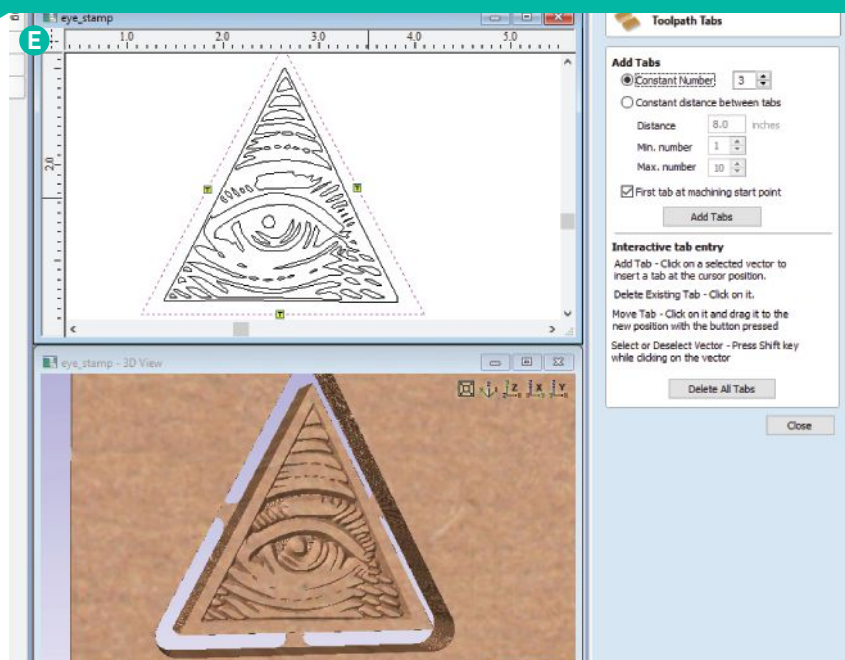 E
eye_stamp
1.0 2.0 3.0 4.0 5.0
2.0
T T
T
eye_stamp - 3D View
Z X Y
Toolpath Tabs
Add Tabs
Constant Number 3
Constant distance between tabs
Distance 8.0 inches
Min. number 1
Max. number 10
First tab at machining start point
Add Tabs
Interactive tab entry
Add Tab - Click on a selected vector to
insert a tab at the cursor position.
Delete Existing Tab - Click on it.
Move Tab - Click on it and drag it to the
new position with the button pressed
Select or Deselect Vector - Press Shift key
while clicking on the vector
Delete All Tabs
Close